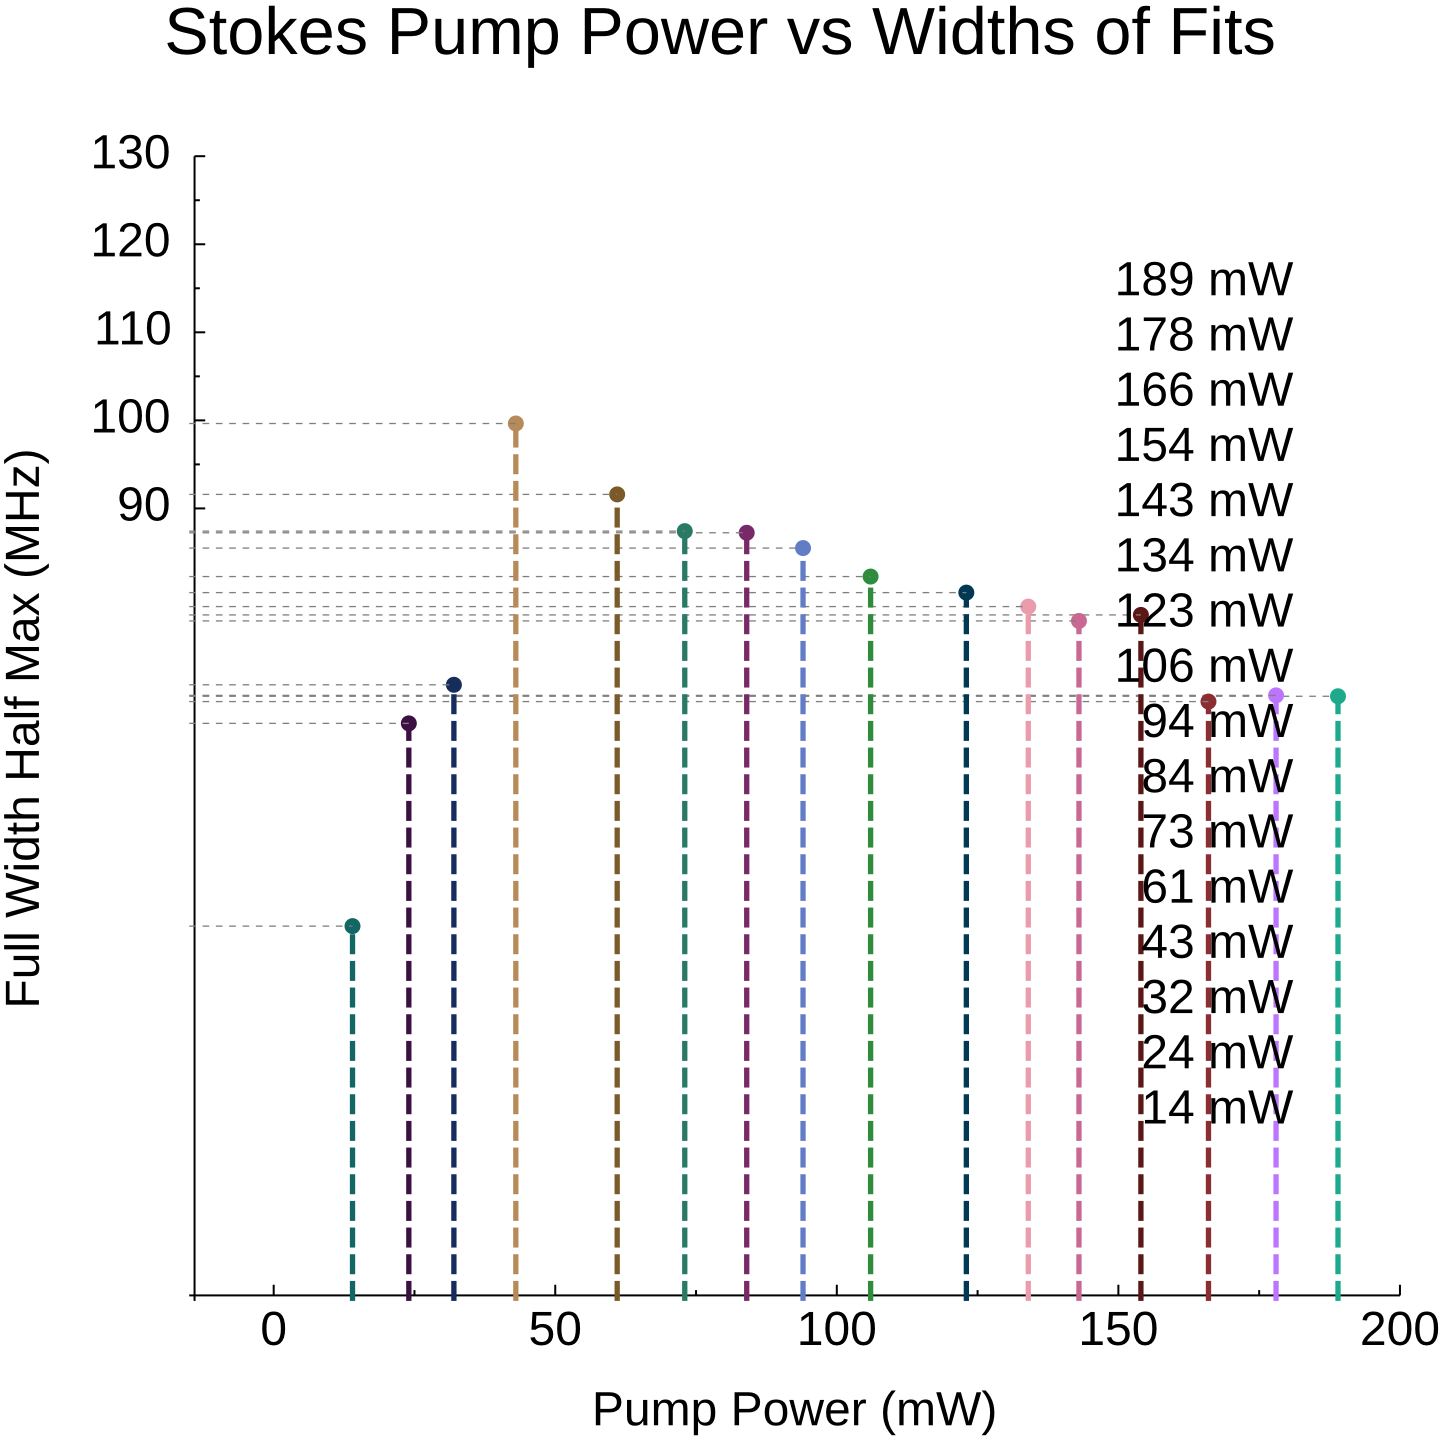 Stokes Pump Power vs Widths of Fits
130
120
110
100
90
Full Width Half Max (MHz)
189 mW
178 mW
166 mW
154 mW
143 mW
134 mW
123 mW
106 mW
94 mW
84 mW
73 mW
61 mW
43 mW
32 mW
24 mW
14 mW
0 50 100 150 200
Pump Power (mW)